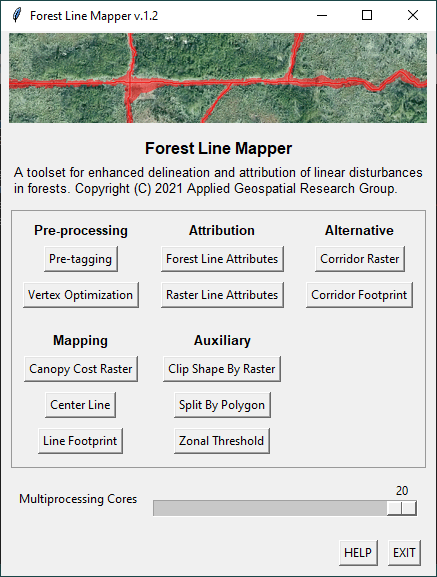 Forest Line Mapper v.1.2
Forest Line Mapper
A toolset for enhanced delineation and attribution of linear disturbances
in forests. Copyright (C) 2021 Applied Geospatial Research Group.
Pre-processing
Attribution
Alternative
Pre-tagging
Forest Line Attributes
Corridor Raster
Vertex Optimization
Raster Line Attributes
Corridor Footprint
Mapping
Auxiliary
Canopy Cost Raster
Clip Shape By Raster
Center Line
Split By Polygon
Line Footprint
Zonal Threshold
Multiprocessing Cores
20
HELP
EXIT